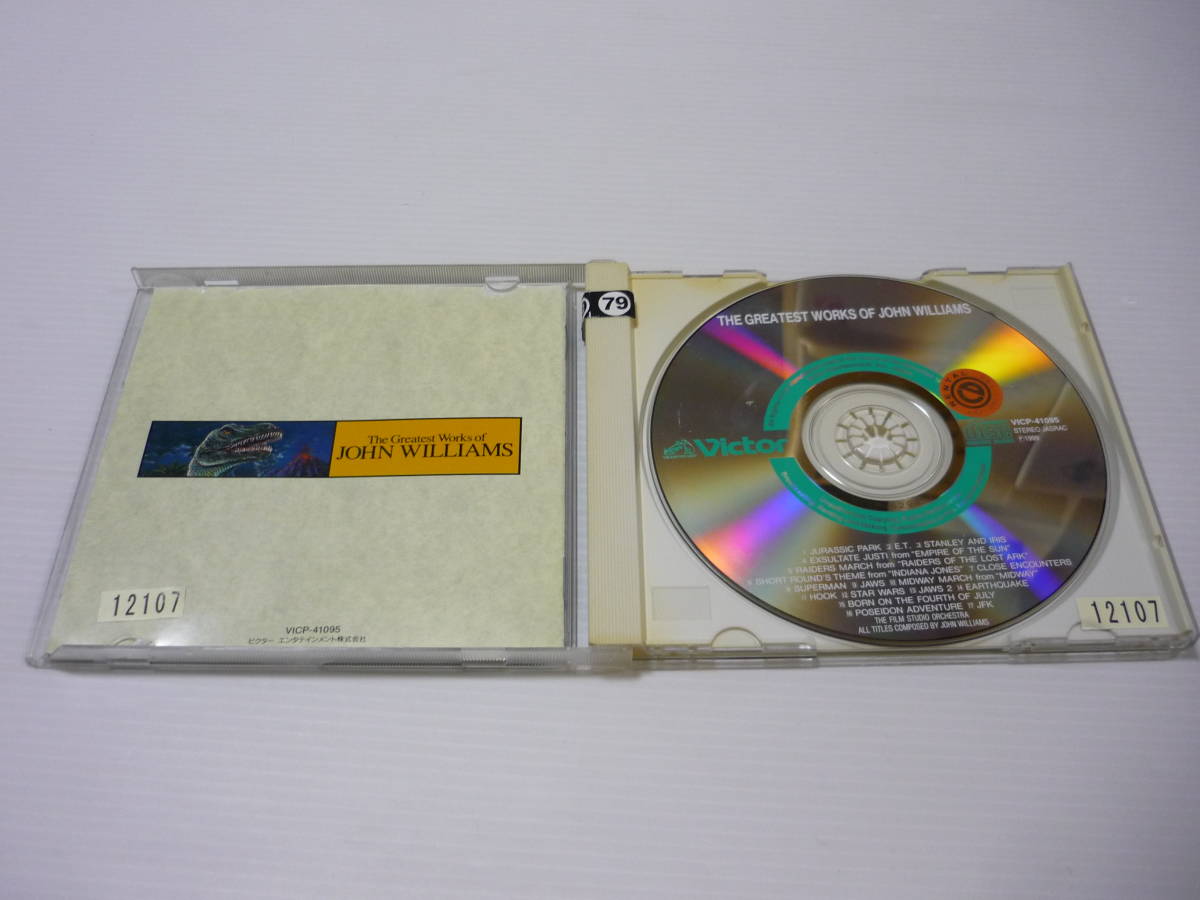 The Greatest Works of
JOHN WILLIAMS
12107
VICP-41095
ビクター エンタテインメント株式会社
79
THE GREATEST WORKS OF JOHN WILLIAMS
RENTAL
Victor
VICP-41095
STEREO JASRAC
1 JURASSIC PARK 2 E.T. 3 STANLEY AND IRIS
4 EXSULTATE JUSTI from "EMPIRE OF THE SUN"
5 RAIDERS MARCH from "RAIDERS OF THE LOST ARK"
6 SHORT ROUND'S THEME from "INDIANA JONES" 7 CLOSE ENCOUNTERS
8 SUPERMAN 9 JAWS 10 MIDWAY MARCH from "MIDWAY"
11 HOOK 12 STAR WARS 13 JAWS 2 14 EARTHQUAKE
15 BORN ON THE FOURTH OF JULY
16 POSEIDON ADVENTURE 17 JFK
THE FILM STUDIO ORCHESTRA
ALL TITLES COMPOSED BY JOHN WILLIAMS
12107